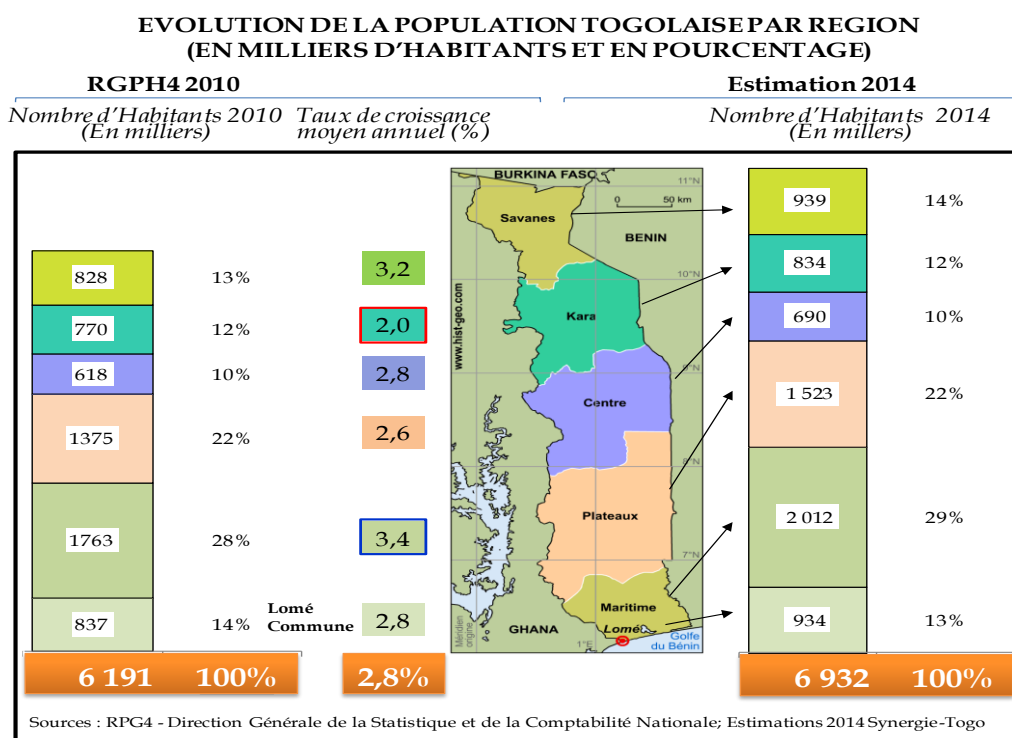 EVOLUTION DE LA POPULATION TOGOLAISE PAR REGION
(EN MILLIERS D'HABITANTS ET EN POURCENTAGE)
RGPH4 2010
Estimation 2014
Nombre d'Habitants 2010
(En milliers)
Taux de croissance
moyen annuel (%)
Nombre d'Habitants 2014
(En milliers)
828 13%
770 12%
618 10%
1375 22%
1763 28%
837 14%
3,2
2,0
2,8
2,6
3,4
Lomé
Commune
2,8
BURKINA FASO
11°N
0 50 km
Savanes
BENIN
10°N
www.hist-geo.com
Kara
9°N
Centre
8°N
Plateaux
7°N
Maritime
Lomé
GHANA
Méridien
origine
1°E
Golfe
du Bénin
939 14%
834 12%
690 10%
1 523 22%
2 012 29%
934 13%
6 191 100%
2,8%
6 932 100%
Sources : RPG4 - Direction Générale de la Statistique et de la Comptabilité Nationale; Estimations 2014 Synergie-Togo